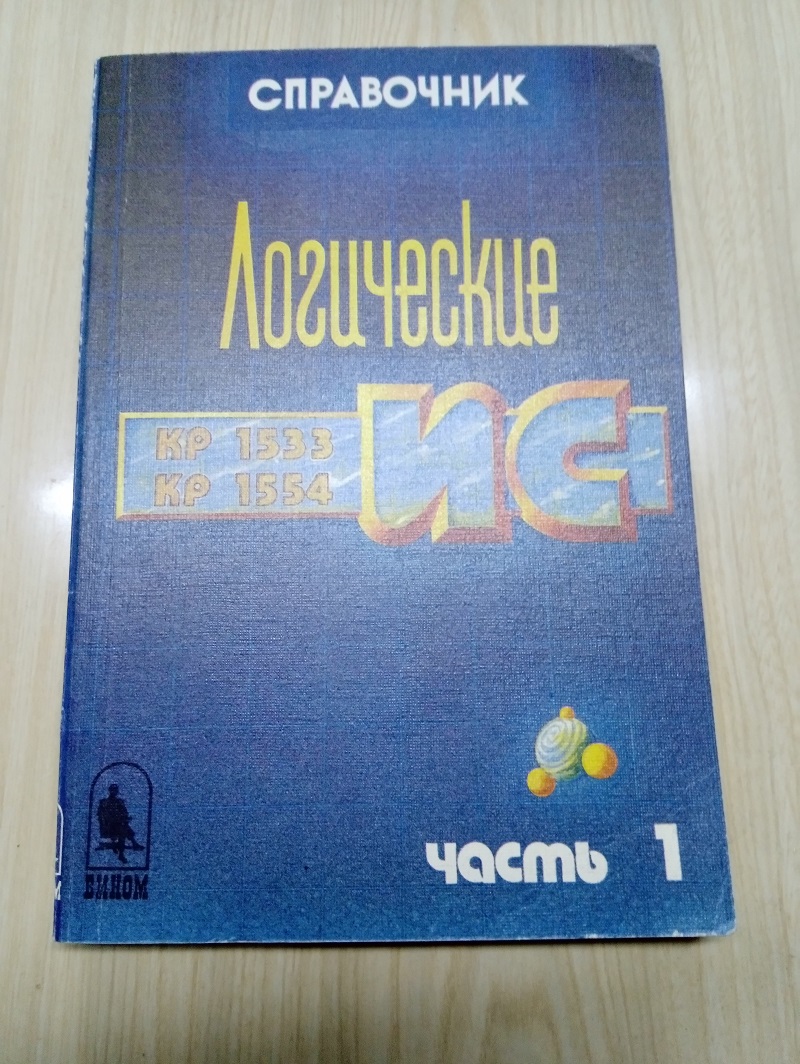 СПРАВОЧНИК
Логические
КР 1533
КР 1554
ИС
часть 1
БИНОМ